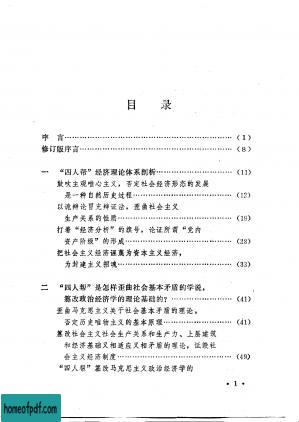 目 录
序 言………………………………………………(1)
修订版序言………………………………………(8)
一 “四人帮”经济理论体系剖析……………(11)
鼓吹主观唯心主义，否定社会经济形态的发展
是一种自然历史过程……………………(12)
以诡辩论冒充辩证法，歪曲社会主义
生产关系的性质…………………………(19)
打着“经济分析”的旗号，论证所谓“党内
资产阶级”的形成………………………(28)
把社会主义经济诬蔑为资本主义经济，
为封建主义招魂…………………………(33)
二 “四人帮”是怎样歪曲社会基本矛盾的学说，
篡改政治经济学的理论基础的?……………(41)
歪曲马克思主义关于社会基本矛盾的理论，
否定历史唯物主义的基本原理……………(41)
篡改社会主义社会生产关系和生产力、上层建筑
和经济基础又相适应又相矛盾的理论，诋毁社
会主义经济制度……………………………(49)
“四人帮”篡改马克思主义政治经济学的
· 1 ·
homeofpdf.com